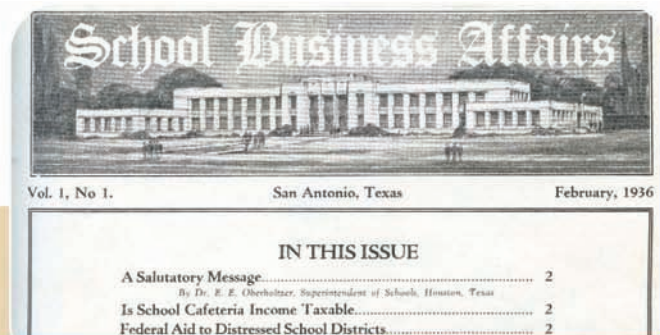 School Business Affairs
Vol. 1, No 1. San Antonio, Texas February, 1936
IN THIS ISSUE
A Salutatory Message 2
By Dr. E. E. Oberholtzer, Superintendent of Schools, Houston, Texas
Is School Cafeteria Income Taxable 2
Federal Aid to Distressed School Districts 2